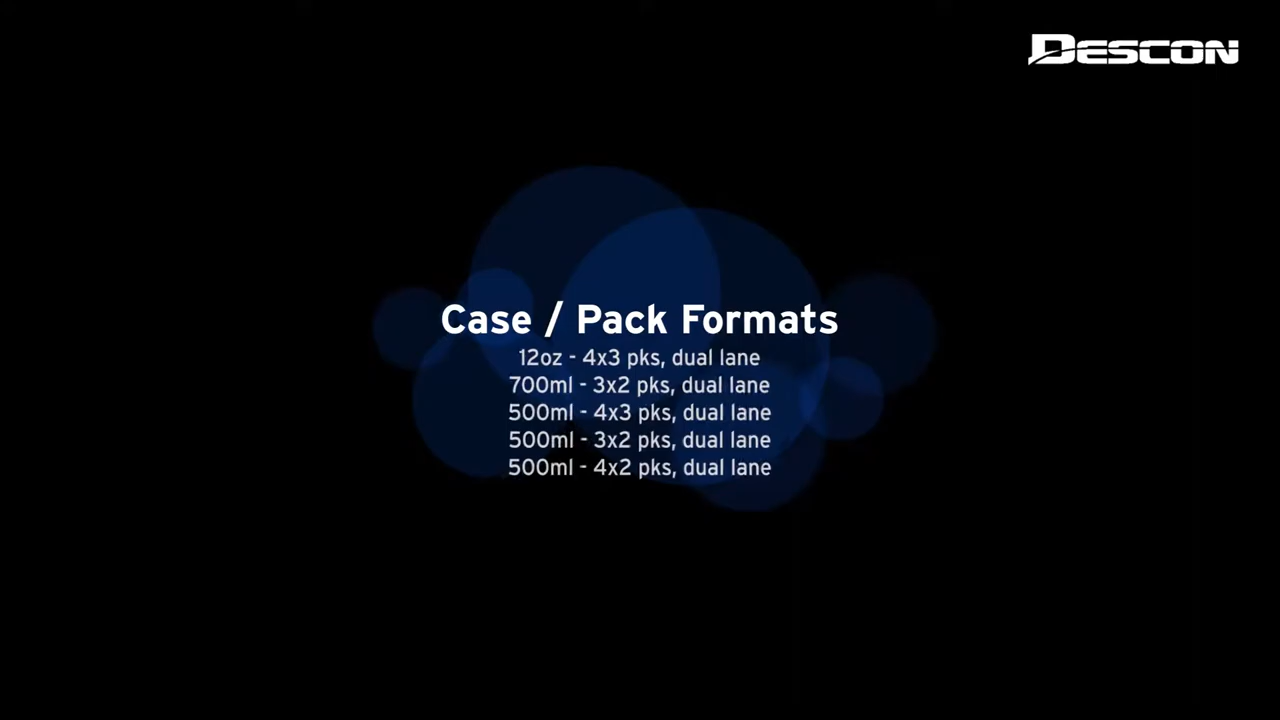 DESCON
Case / Pack Formats
12oz - 4x3 pks, dual lane
700ml - 3x2 pks, dual lane
500ml - 4x3 pks, dual lane
500ml - 3x2 pks, dual lane
500ml - 4x2 pks, dual lane